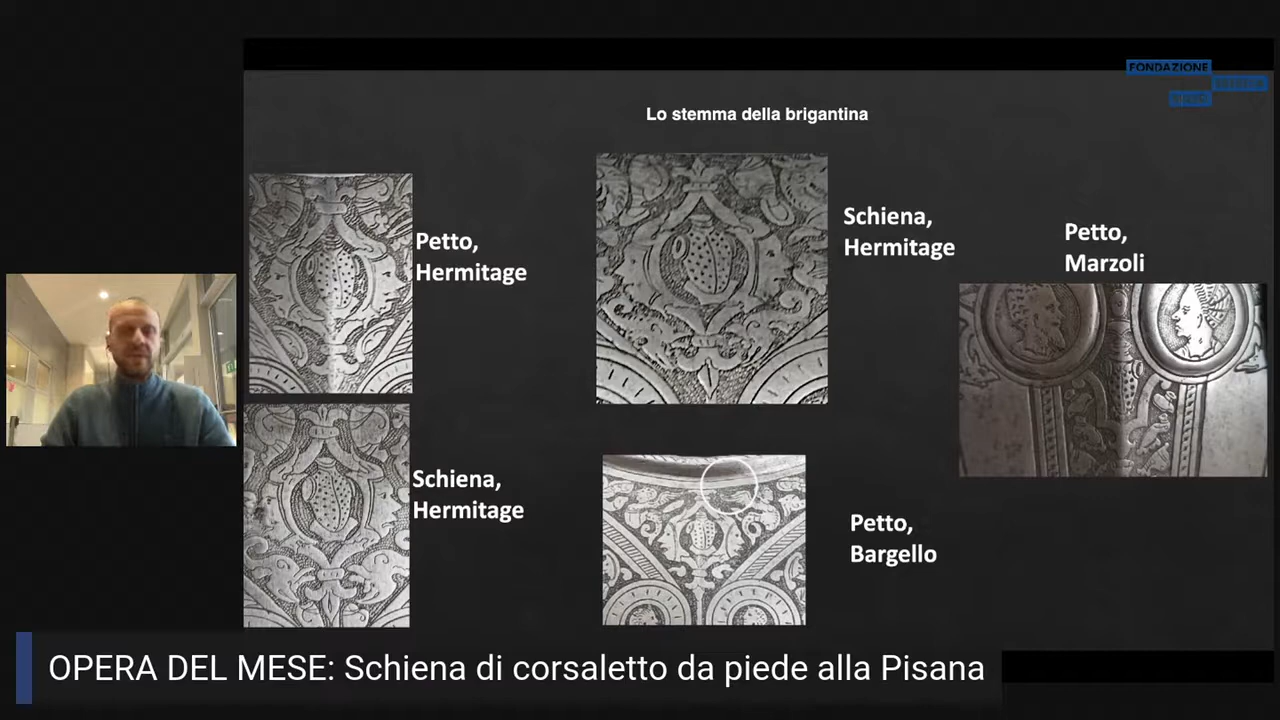 FONDAZIONE
Lo stemma della brigantina
Petto,
Hermitage
Schiena,
Hermitage
Petto,
Marzoli
Schiena,
Hermitage
Petto,
Bargello
OPERA DEL MESE: Schiena di corsaletto da piede alla Pisana